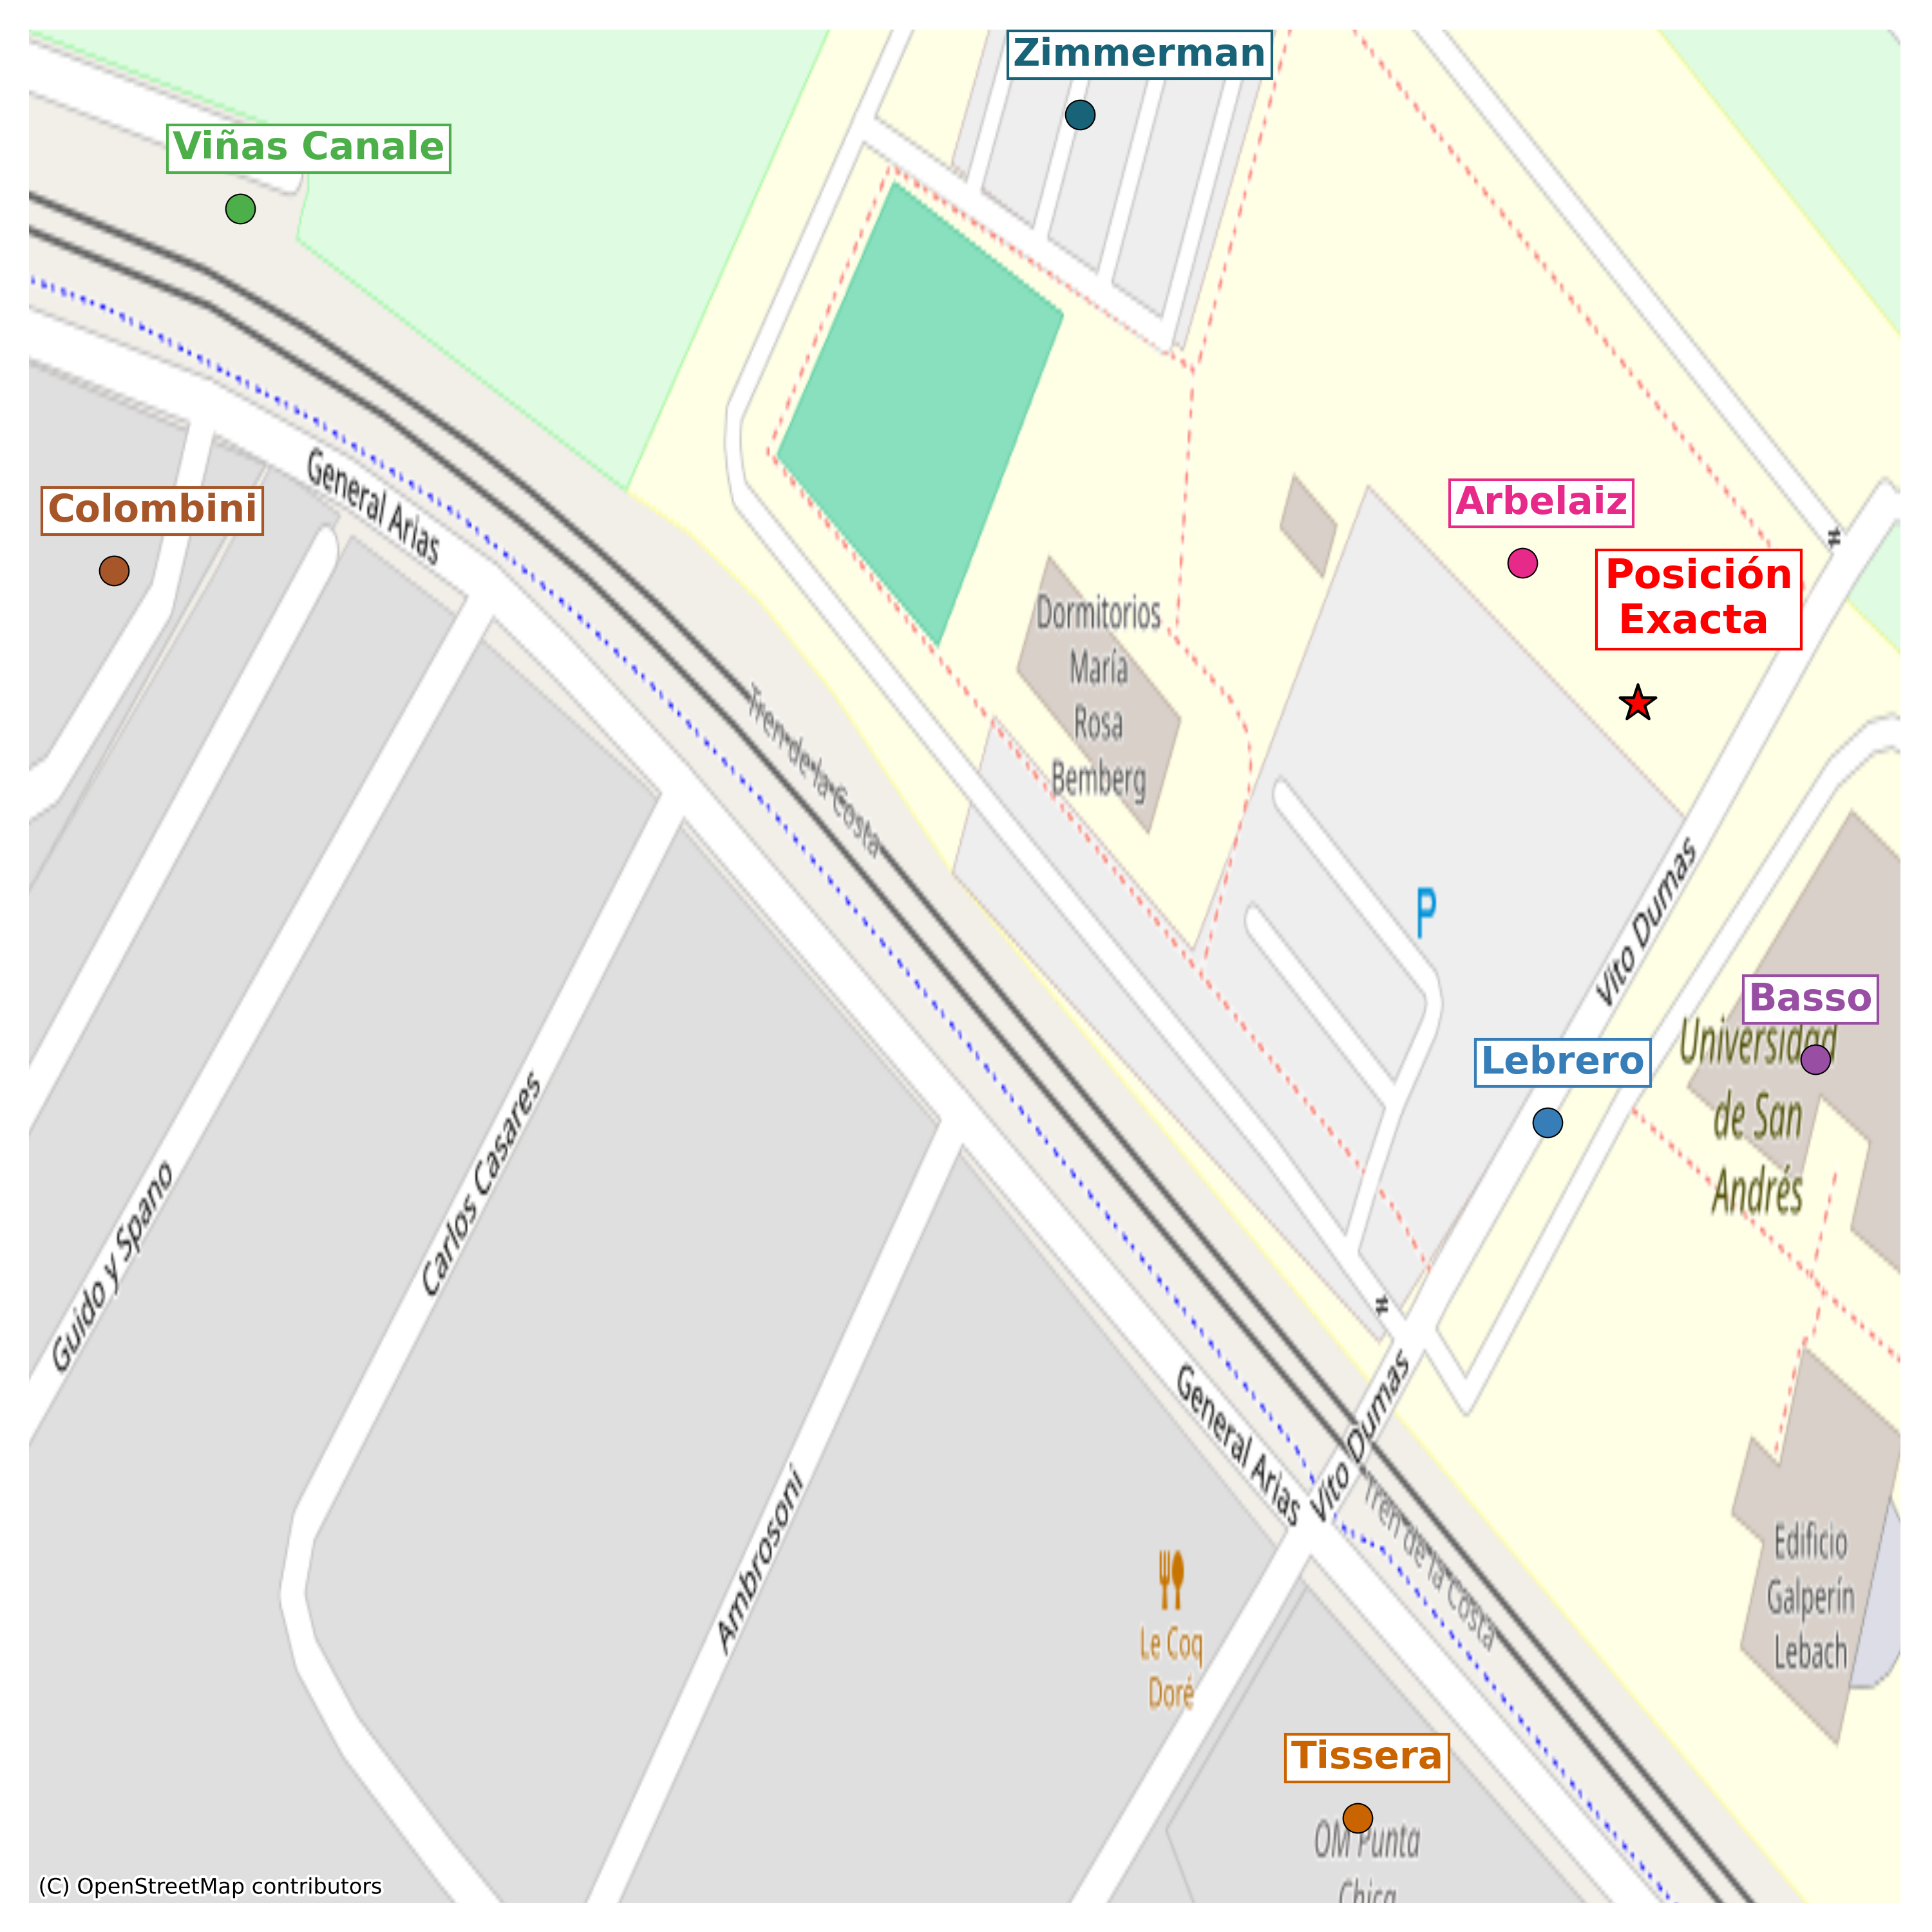 Zimmerman
Viñas Canale
General Arias
Colombini
Arbelaiz
Posición
Exacta
Dormitorios
María
Rosa
Bemberg
Tren de la Costa
P
Vito Dumas
Basso
Universidad
de San
Andrés
Lebrero
Guido y Spano
Carlos Casares
General Arias
Vito Dumas
Tren de la Costa
Ambrosoni
Edificio
Galperín
Lebach
Le Coq
Doré
Tissera
OM Punta
Chica
(C) OpenStreetMap contributors